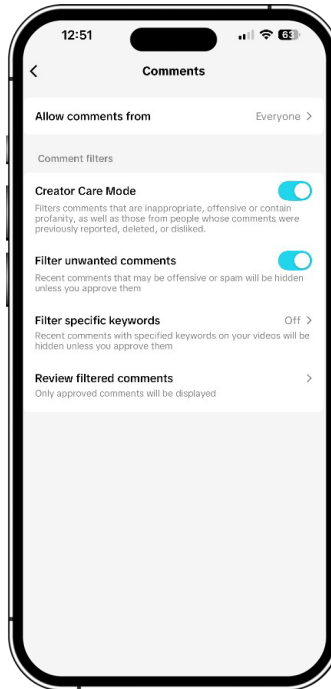 12:51
63
Comments
Allow comments from Everyone
Comment filters
Creator Care Mode
Filters comments that are inappropriate, offensive or contain
profanity, as well as those from people whose comments were
previously reported, deleted, or disliked.
Filter unwanted comments
Recent comments that may be offensive or spam will be hidden
unless you approve them
Filter specific keywords Off
Recent comments with specified keywords on your videos will be
hidden unless you approve them
Review filtered comments
Only approved comments will be displayed